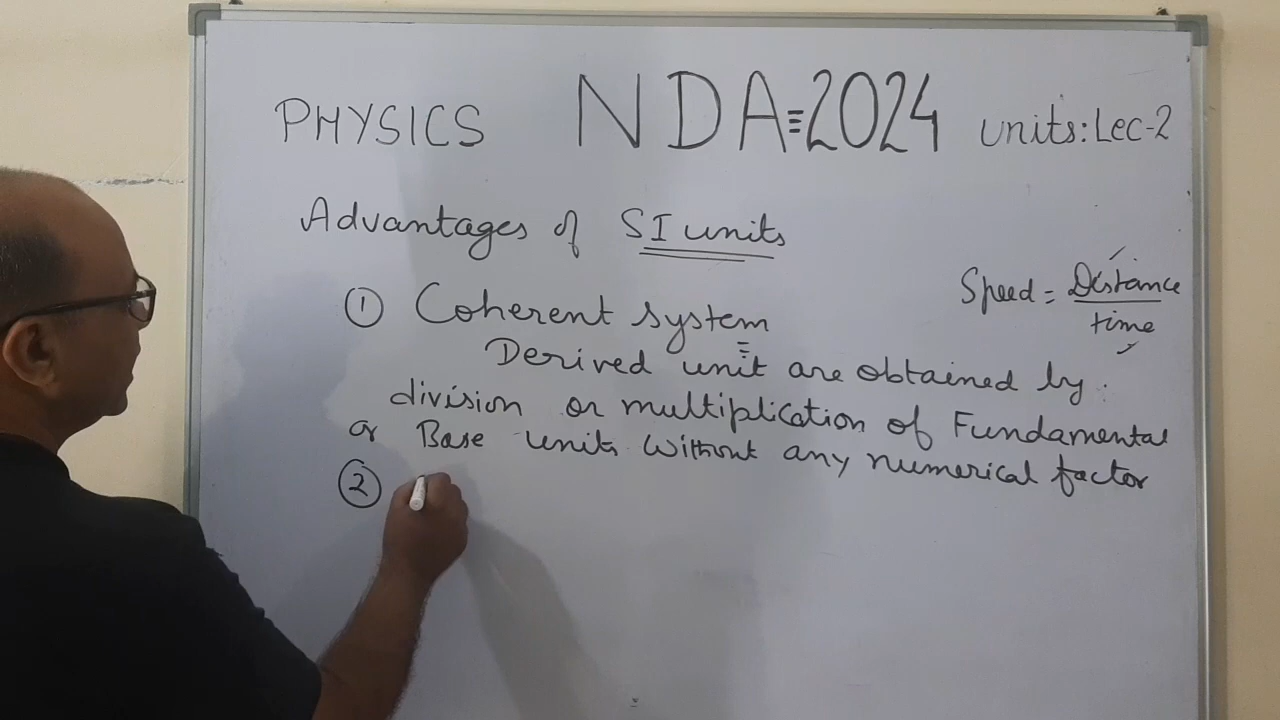 PHYSICS NDA=2024 units:Lec-2
Advantages of SI units
Speed = Distance
time
① Coherent system
Derived unit are obtained by :
division or multiplication of Fundamental
or Base units without any numerical factor
②